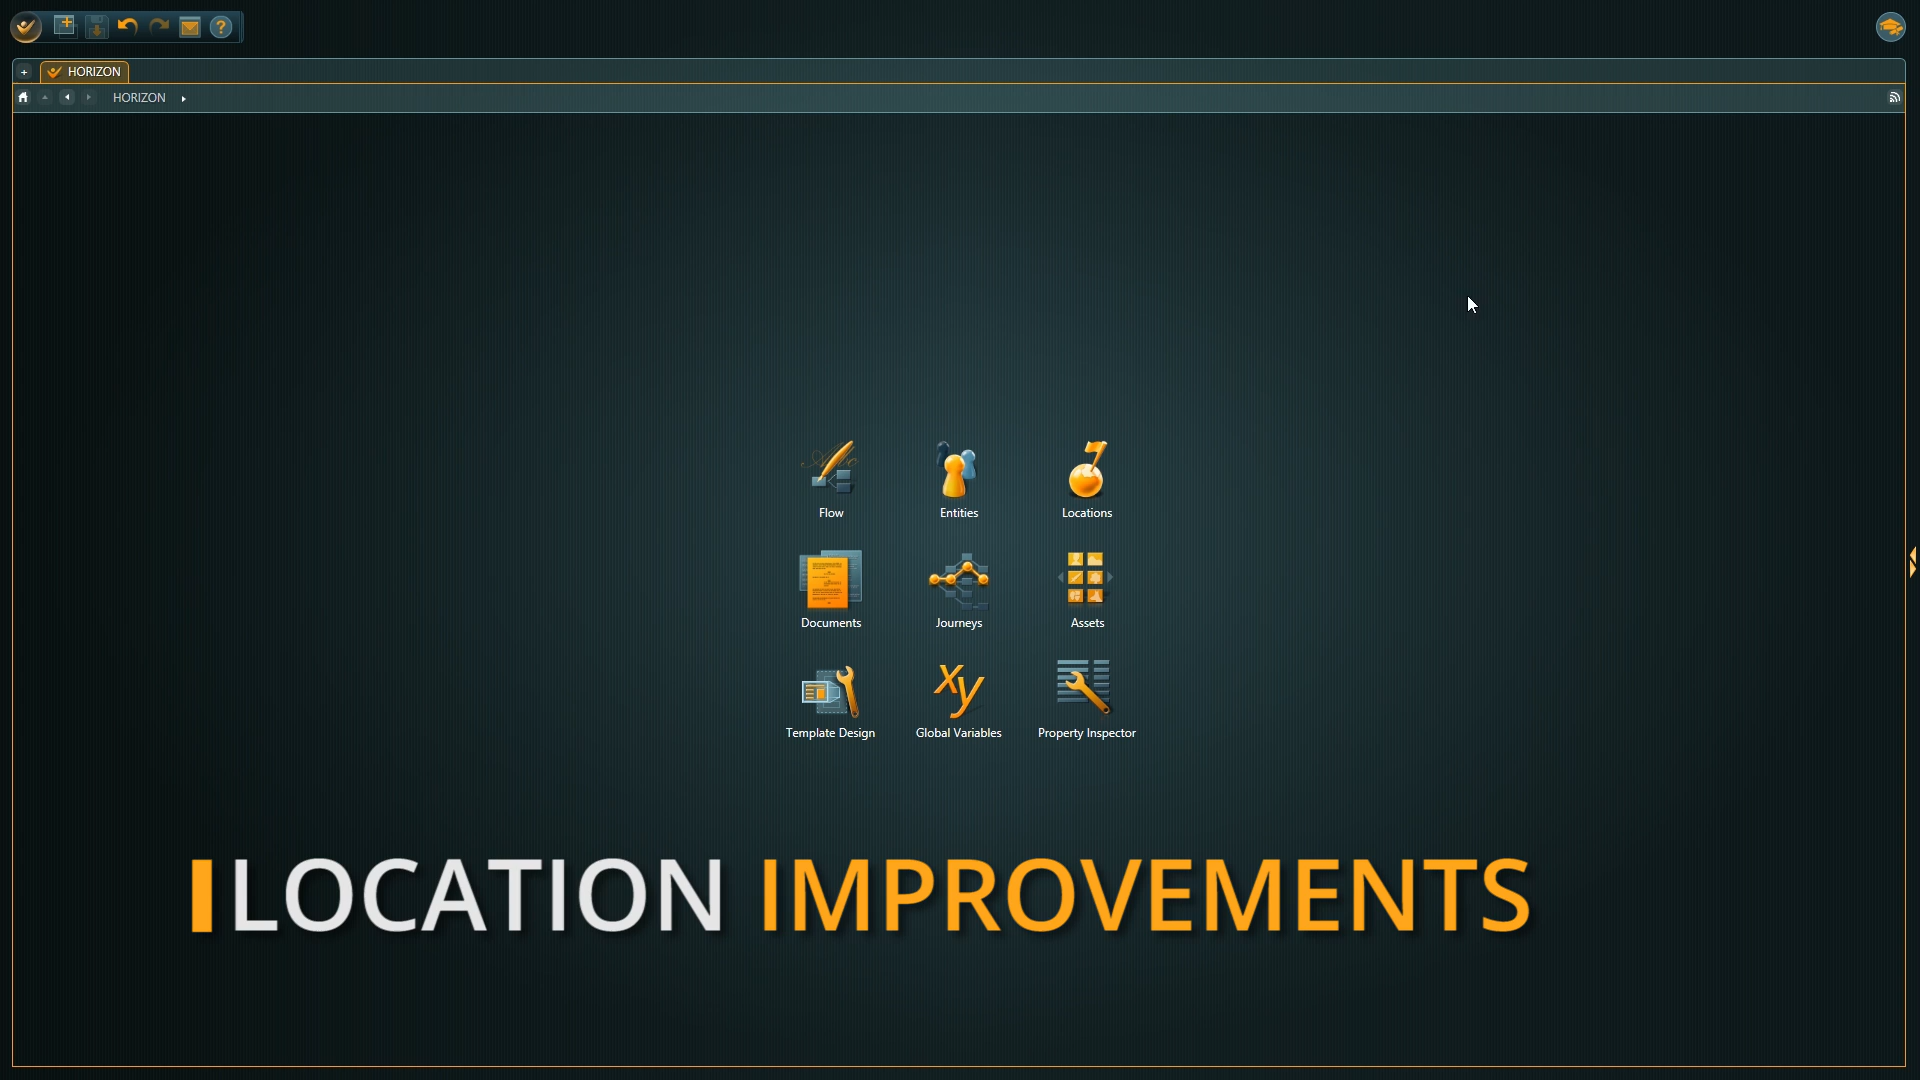 HORIZON
HORIZON
Flow
Entities
Locations
Documents
Journeys
Assets
Template Design
Global Variables
Property Inspector
LOCATION IMPROVEMENTS